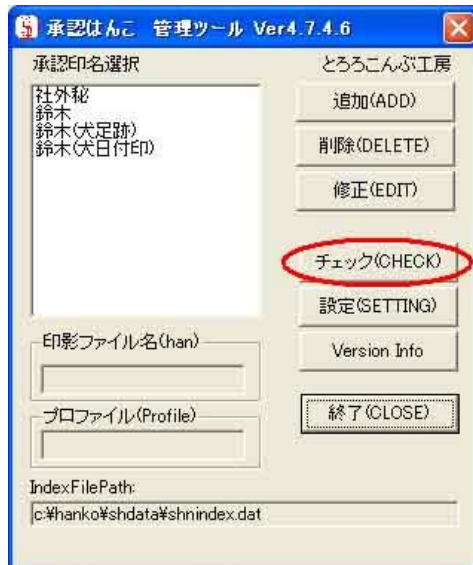 承認はんこ 管理ツール Ver4.7.4.6
承認印名選択
とろろこんぶ工房
社外秘
鈴木
鈴木(犬足跡)
鈴木(犬日付印)
追加(ADD)
削除(DELETE)
修正(EDIT)
チェック(CHECK)
設定(SETTING)
Version Info
終了(CLOSE)
印影ファイル名(han)
プロファイル(Profile)
IndexFilePath:
c:¥hanko¥shdata¥shnindex.dat